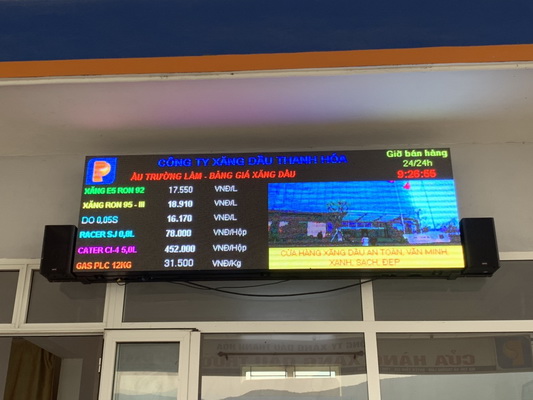 CÔNG TY XĂNG DẦU THANH HÓA
Giờ bán hàng
24/24h
ÂU TRƯỜNG LÂM - BẢNG GIÁ XĂNG DẦU
XĂNG E5 RON 92 17.550 VNĐ/L
XĂNG RON 95 - III 18.910 VNĐ/L
DO 0,05S 16.170 VNĐ/L
RACER SJ 0,8L 78.000 VNĐ/Hộp
CATER CI-4 5,0L 452.000 VNĐ/Hộp
GAS PLC 12KG 31.500 VNĐ/Kg
CỬA HÀNG XĂNG DẦU AN TOÀN, VĂN MINH,
XANH, SẠCH, ĐẸP
CỬA HÀNG